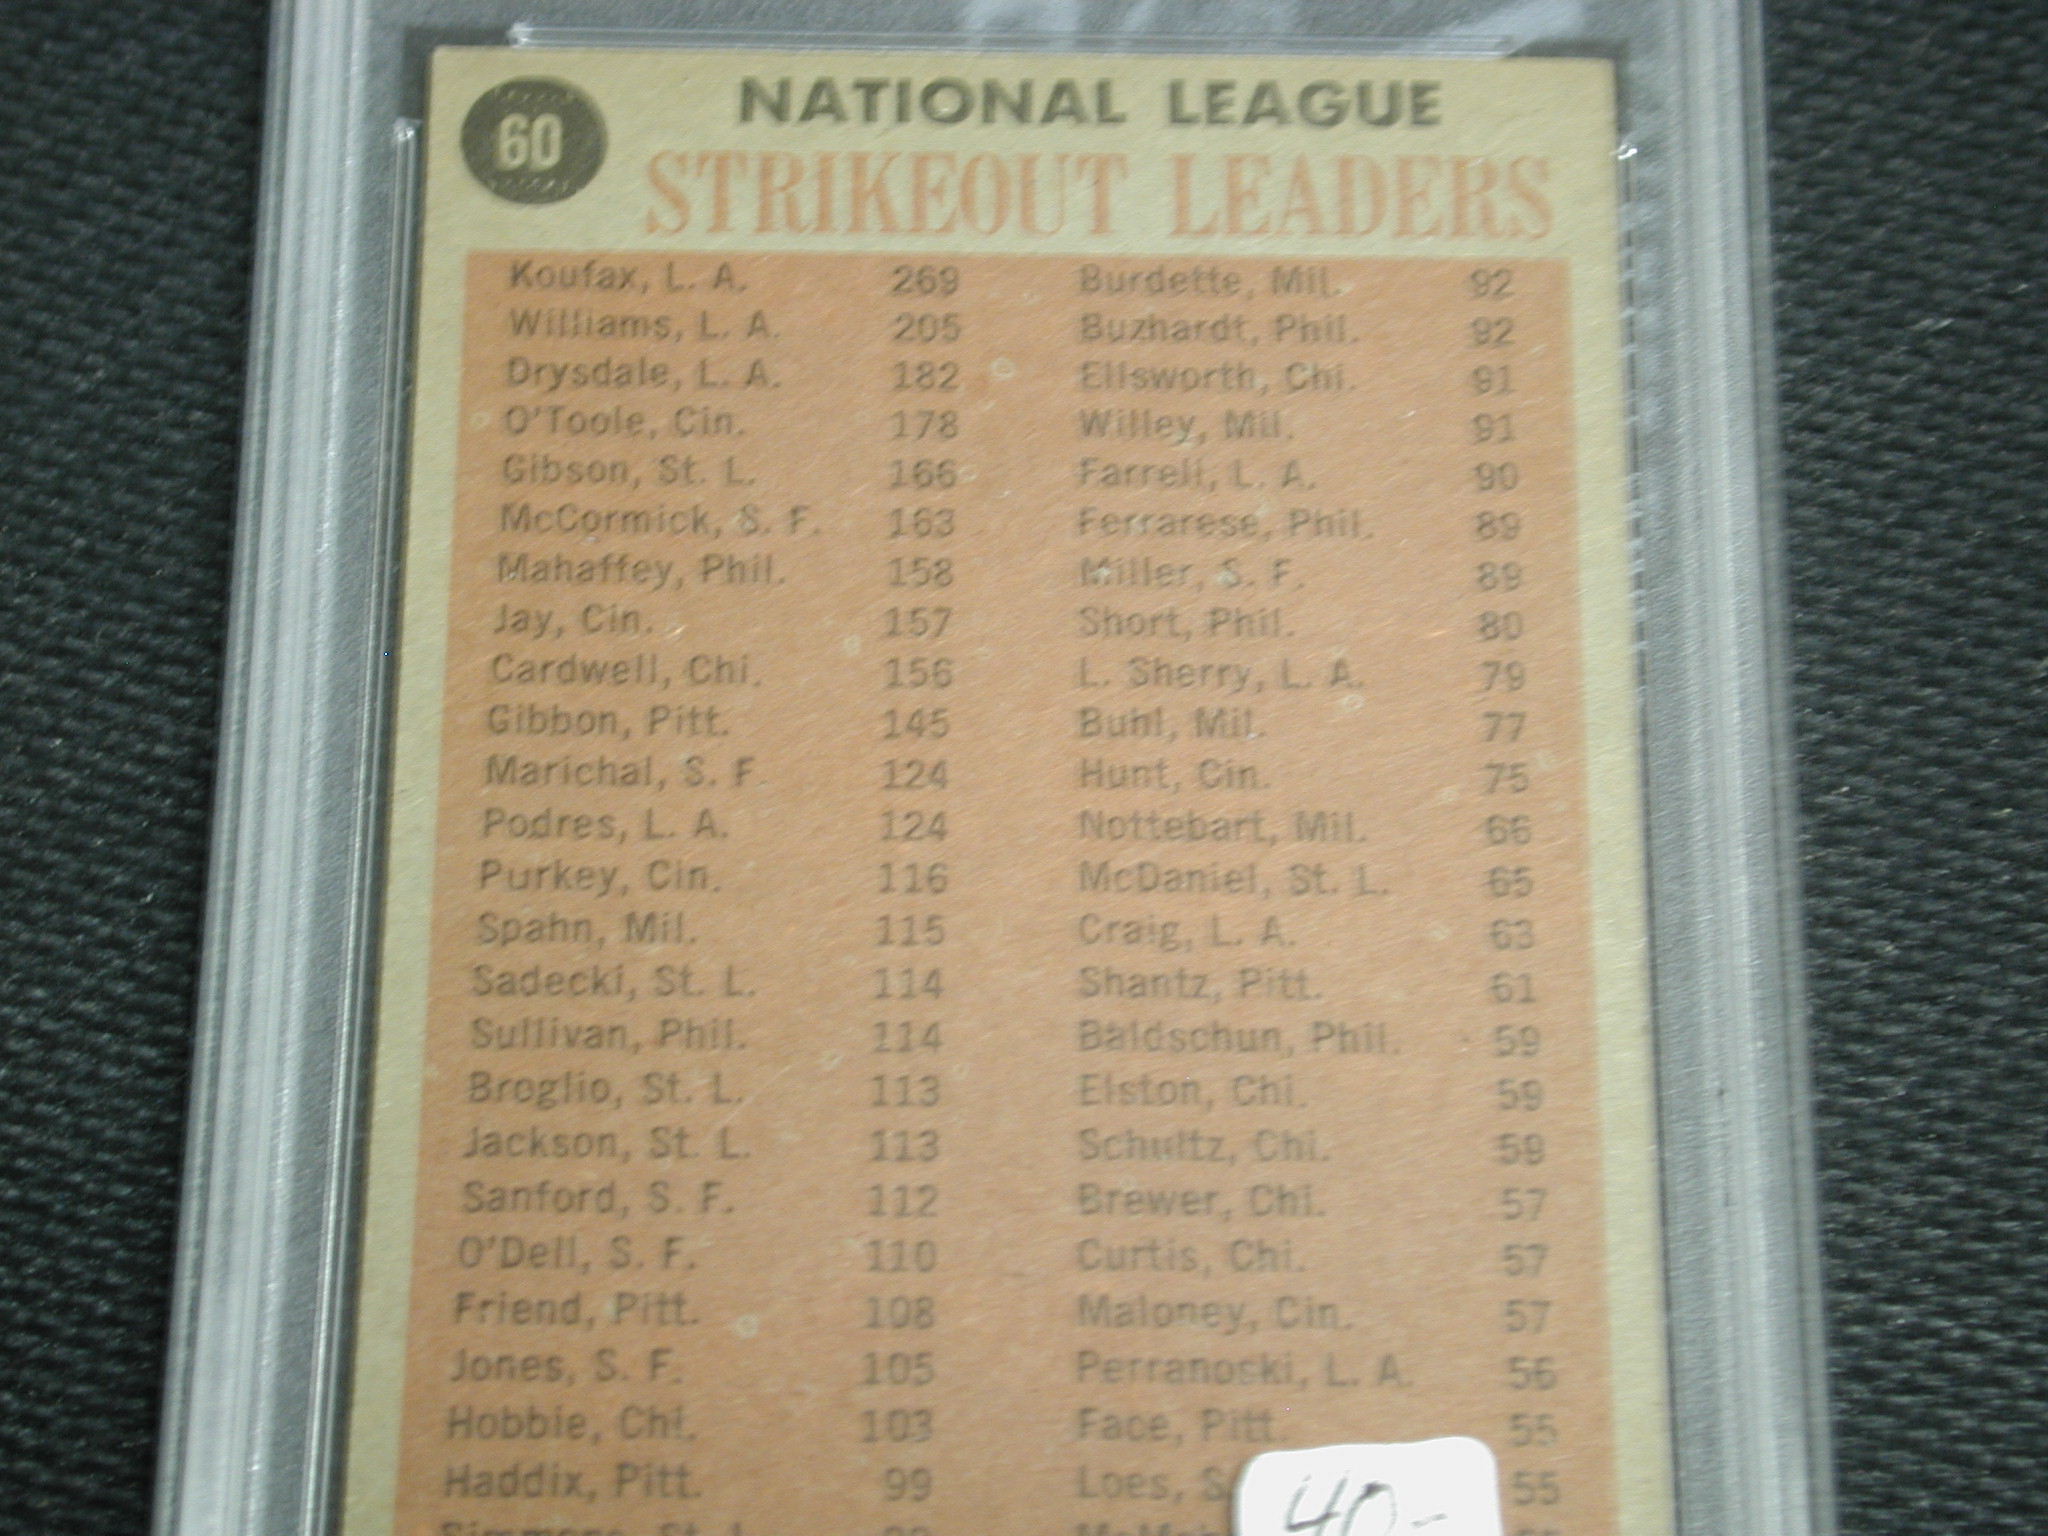 60
NATIONAL LEAGUE
STRIKEOUT LEADERS
Koufax, L. A. 269 Burdette, Mil. 92
Williams, L. A. 205 Buzhardt, Phil. 92
Drysdale, L. A. 182 Ellsworth, Chi. 91
O'Toole, Cin. 178 Willey, Mil. 91
Gibson, St. L. 166 Farrell, L. A. 90
McCormick, S. F. 163 Ferrarese, Phil. 89
Mahaffey, Phil. 158 Miller, S. F. 89
Jay, Cin. 157 Short, Phil. 80
Cardwell, Chi. 156 L. Sherry, L. A. 79
Gibbon, Pitt. 145 Buhl, Mil. 77
Marichal, S. F. 124 Hunt, Cin. 75
Podres, L. A. 124 Nottebart, Mil. 66
Purkey, Cin. 116 McDaniel, St. L. 65
Spahn, Mil. 115 Craig, L. A. 63
Sadecki, St. L. 114 Shantz, Pitt. 61
Sullivan, Phil. 114 Baldschun, Phil. 59
Broglio, St. L. 113 Elston, Chi. 59
Jackson, St. L. 113 Schultz, Chi. 59
Sanford, S. F. 112 Brewer, Chi. 57
O'Dell, S. F. 110 Curtis, Chi. 57
Friend, Pitt. 108 Maloney, Cin. 57
Jones, S. F. 105 Perranoski, L. A. 56
Hobbie, Chi. 103 Face, Pitt. 55
Haddix, Pitt. 99 Loes, S. 55
Simmons, St. L.
40-